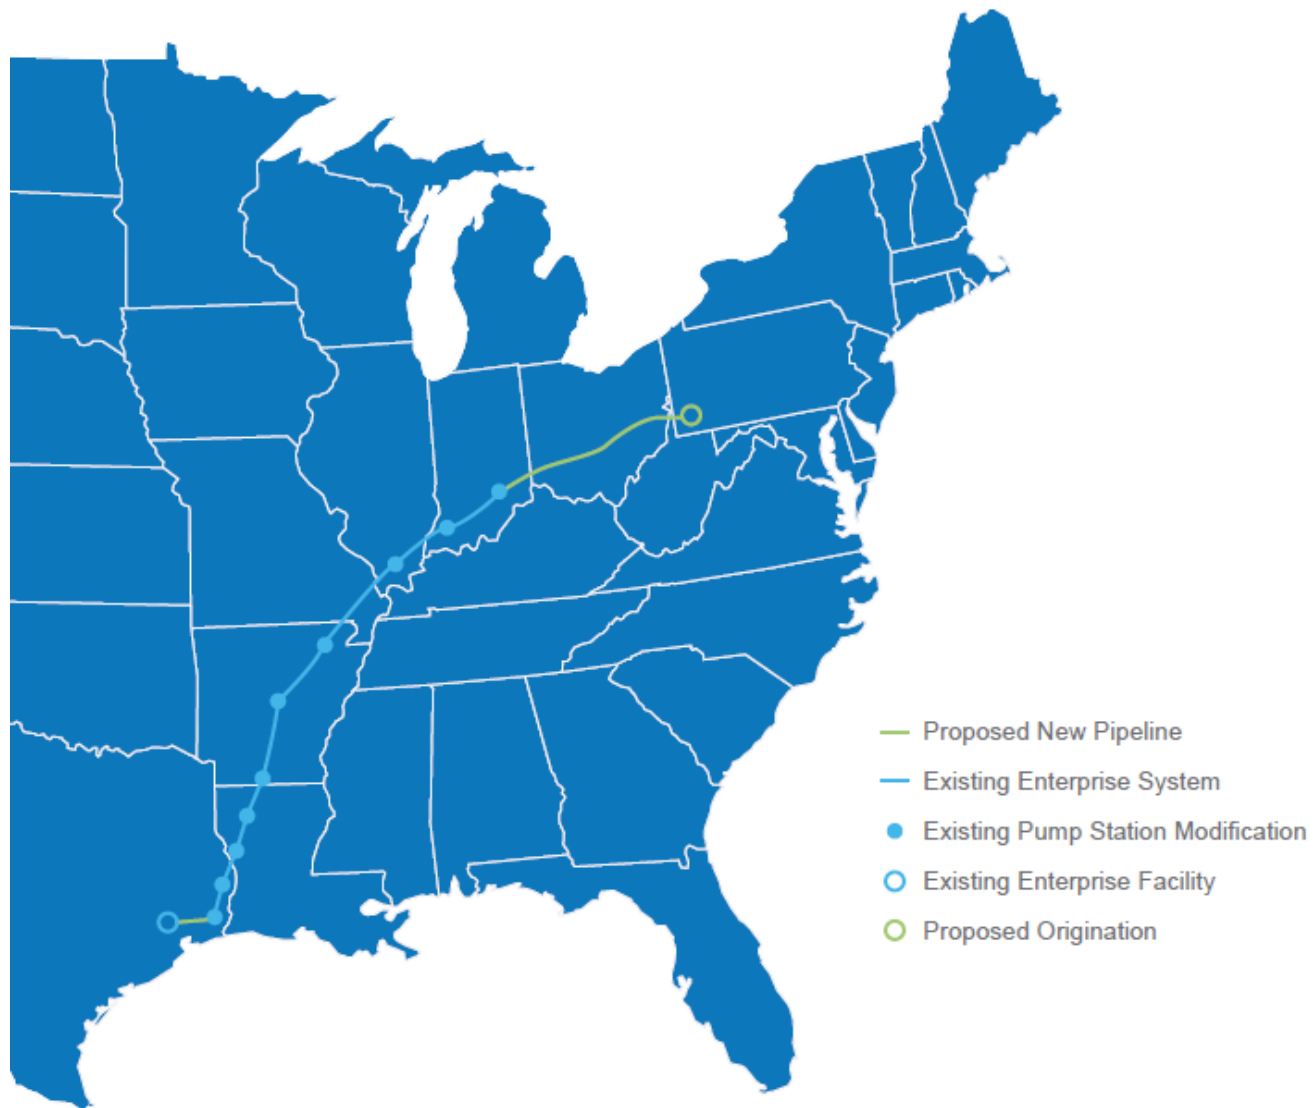 Proposed New Pipeline
Existing Enterprise System
Existing Pump Station Modification
Existing Enterprise Facility
Proposed Origination